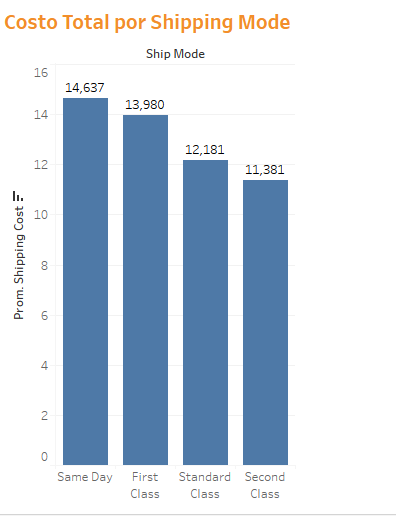 Costo Total por Shipping Mode
Ship Mode
16
14
12
10
8
6
4
2
0
Prom. Shipping Cost
14,637
13,980
12,181
11,381
Same Day
First
Class
Standard
Class
Second
Class